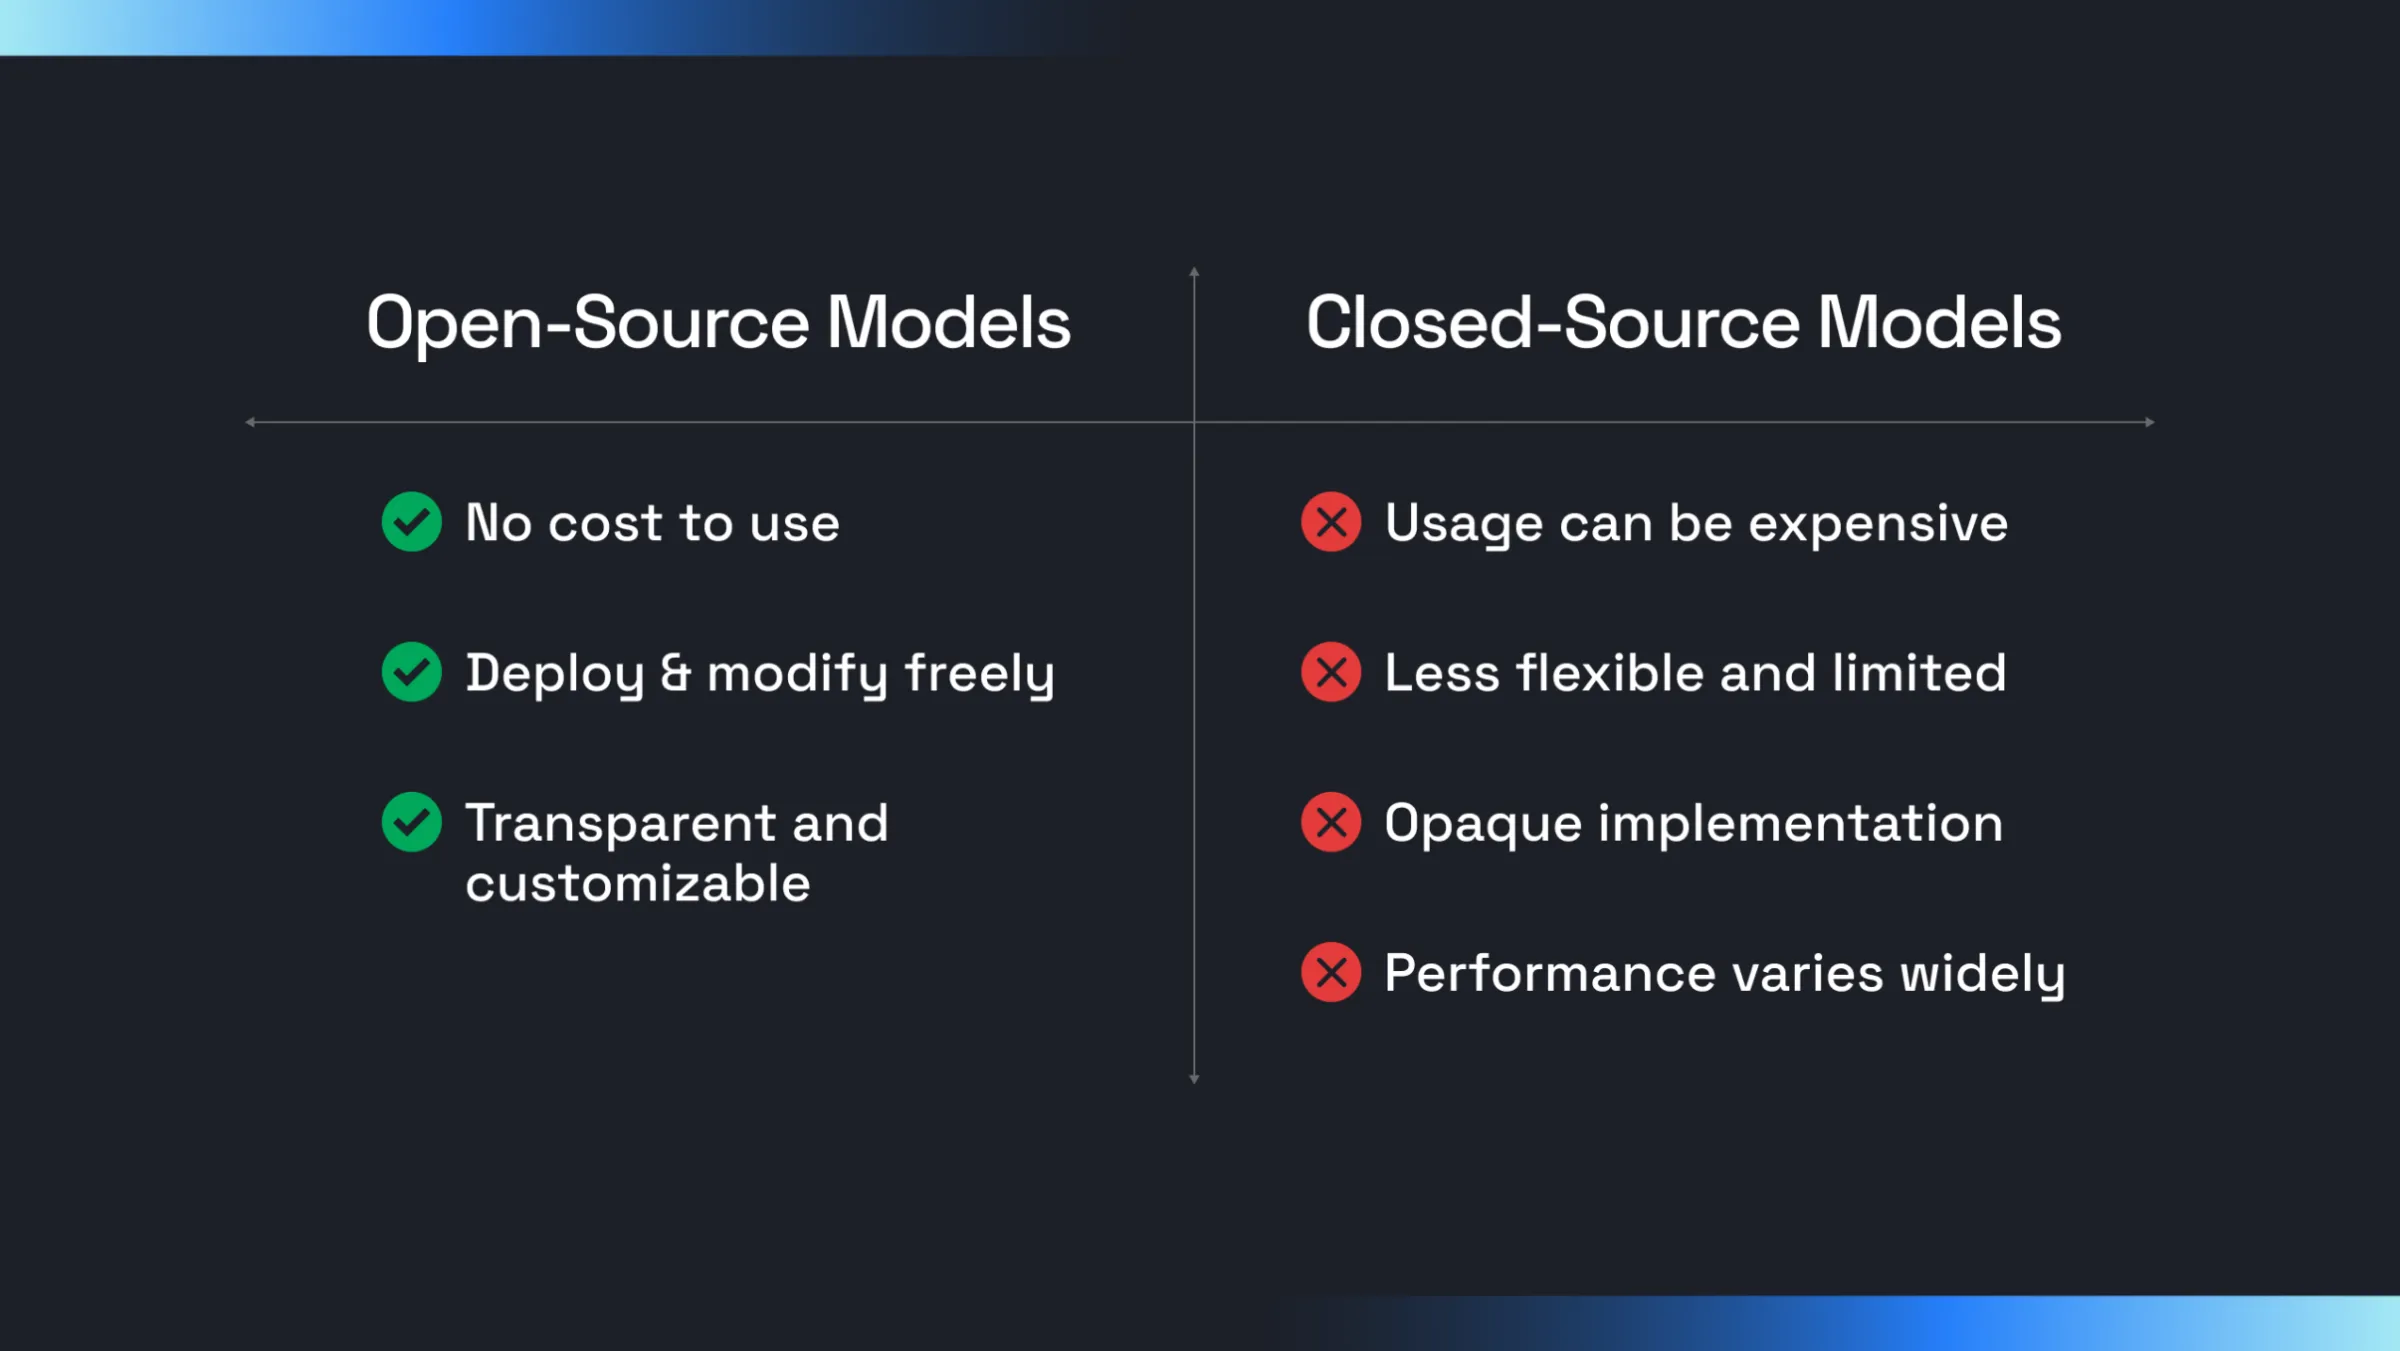 Open-Source Models
No cost to use
Deploy & modify freely
Transparent and
customizable
Closed-Source Models
Usage can be expensive
Less flexible and limited
Opaque implementation
Performance varies widely